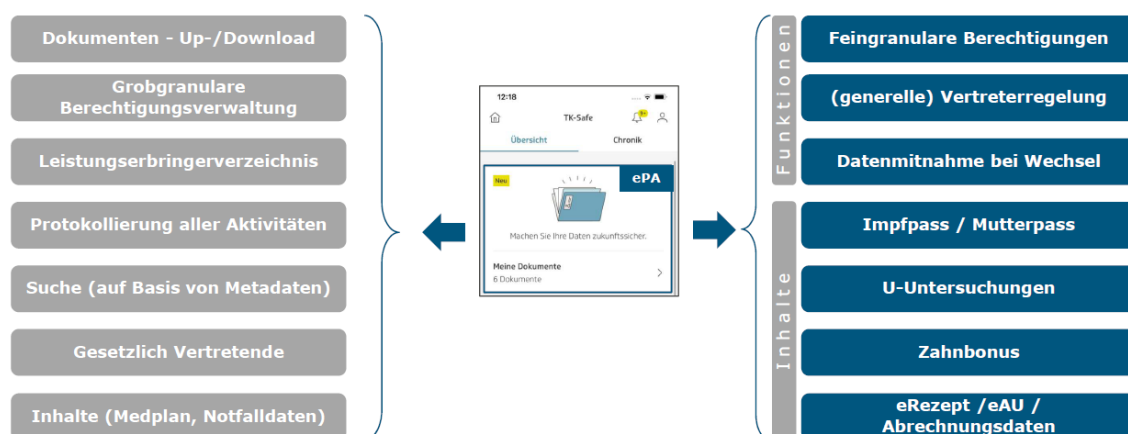 Dokumenten - Up-/Download
Grobgranulare
Berechtigungsverwaltung
Leistungserbringerverzeichnis
Protokollierung aller Aktivitäten
Suche (auf Basis von Metadaten)
Gesetzlich Vertretende
Inhalte (Medplan, Notfalldaten)
12:18
TK-Safe
Übersicht
Chronik
Neu
ePA
Machen Sie Ihre Daten zukunftssicher.
Meine Dokumente
6 Dokumente
Funktionen
Feingranulare Berechtigungen
(generelle) Vertreterregelung
Datenmitnahme bei Wechsel
Inhalte
Impfpass / Mutterpass
U-Untersuchungen
Zahnbonus
eRezept /eAU /
Abrechnungsdaten